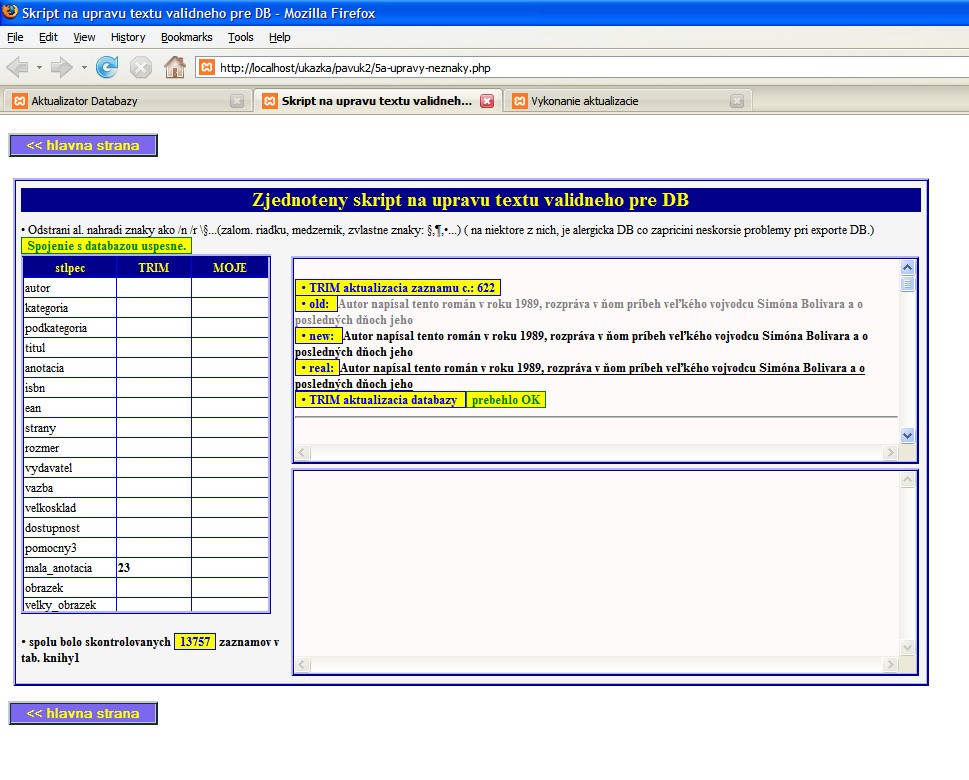 Skript na upravu textu validneho pre DB - Mozilla Firefox
File Edit View History Bookmarks Tools Help
http://localhost/ukazka/pavuk2/5a-upravy-neznaky.php
Aktualizator Databazy
Skript na upravu textu validneh...
Vykonanie aktualizacie
<< hlavna strana
Zjednoteny skript na upravu textu validneho pre DB
• Odstrani al. nahradi znaky ako /n /r \§...(zalom. riadku, medzernik, zvlastne znaky: §,¶,•...) ( na niektore z nich, je alergicka DB co zapricini neskorsie problemy pri exporte DB.)
Spojenie s databazou uspesne.
stlpec TRIM MOJE
autor
kategoria
podkategoria
titul
anotacia
isbn
ean
strany
rozmer
vydavatel
vazba
velkosklad
dostupnost
pomocny3
mala_anotacia 23
obrazek
velky_obrazek
• spolu bolo skontrolovanych 13757 zaznamov v
tab. knihy1
• TRIM aktualizacia zaznamu c.: 622
• old: Autor napísal tento román v roku 1989, rozpráva v ňom príbeh veľkého vojvodcu Simóna Bolivara a o
posledných dňoch jeho
• new: Autor napísal tento román v roku 1989, rozpráva v ňom príbeh veľkého vojvodcu Simóna Bolivara a o
posledných dňoch jeho
• real: Autor napísal tento román v roku 1989, rozpráva v ňom príbeh veľkého vojvodcu Simóna Bolivara a o
posledných dňoch jeho
• TRIM aktualizacia databazy prebehlo OK
<< hlavna strana